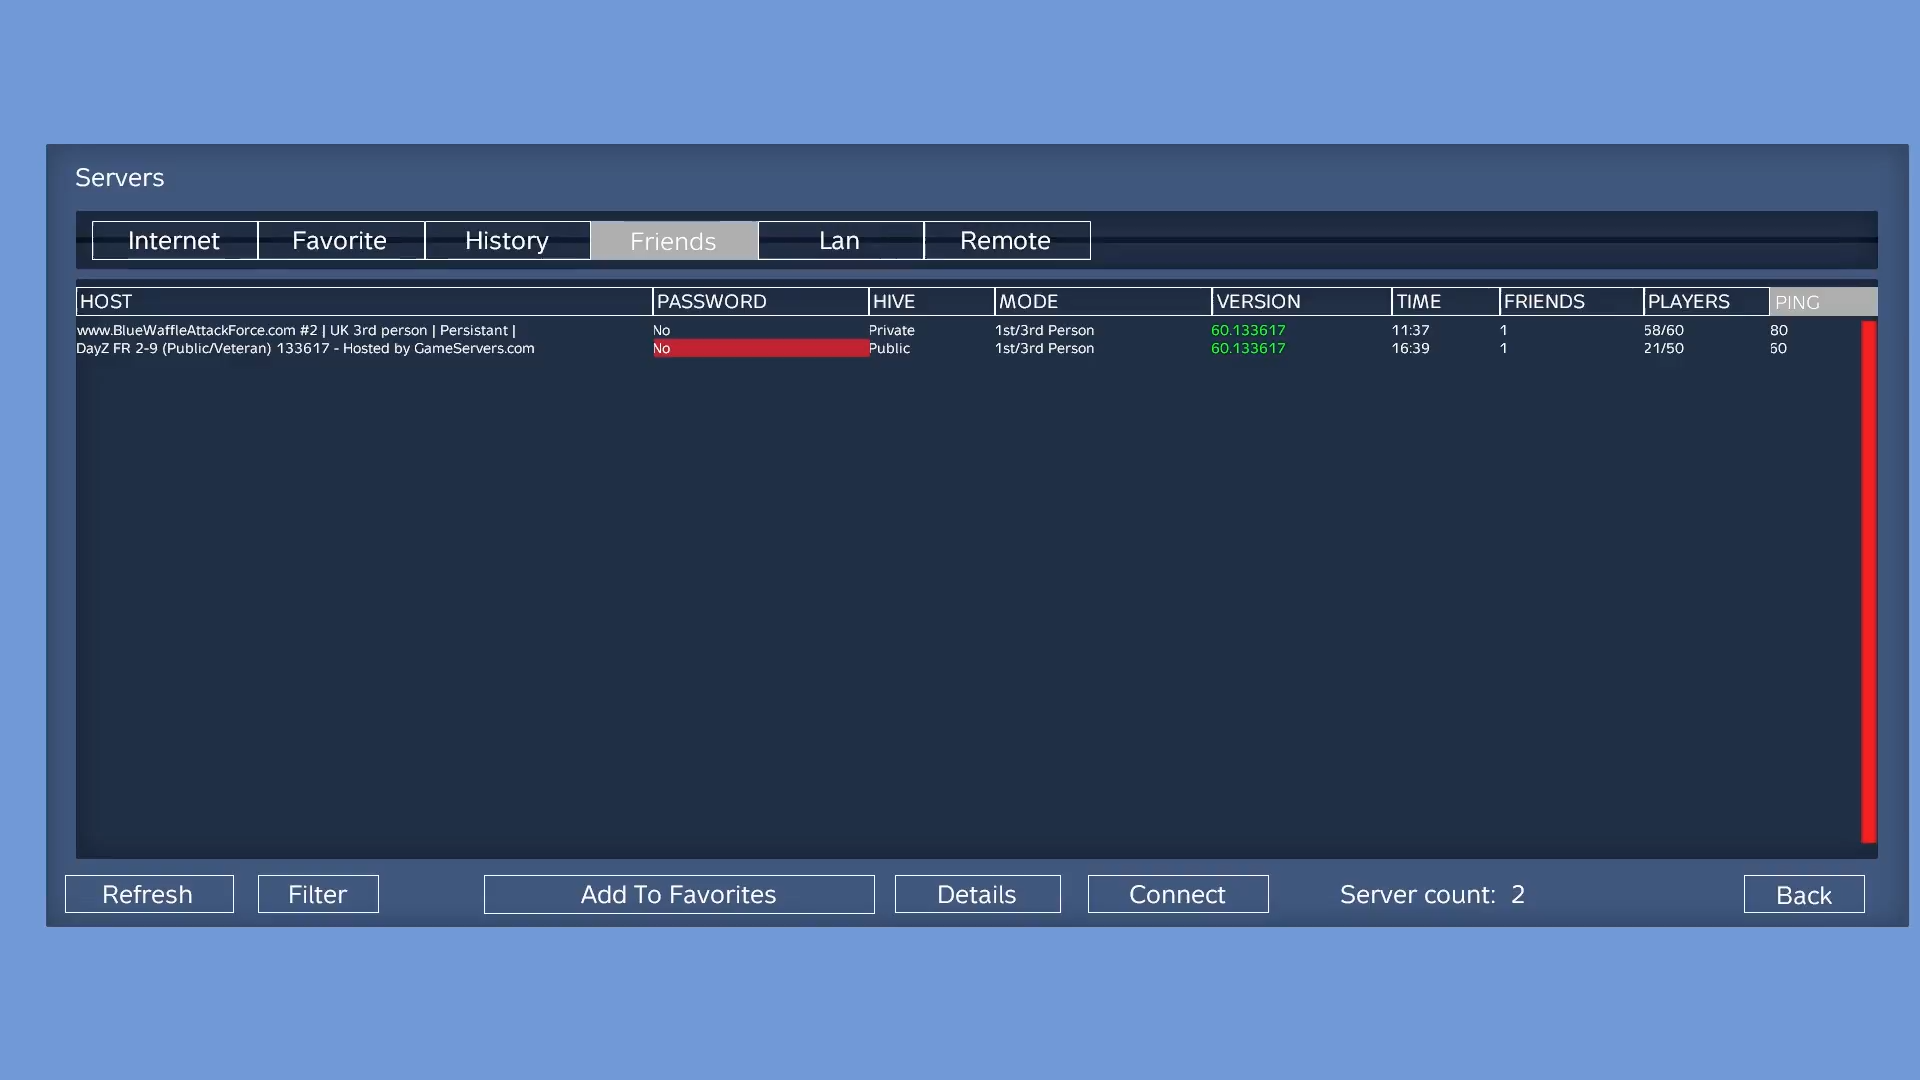 Servers
Internet Favorite History Friends Lan Remote
HOST PASSWORD HIVE MODE VERSION TIME FRIENDS PLAYERS PING
www.BlueWaffleAttackForce.com #2 | UK 3rd person | Persistant | No Private 1st/3rd Person 60.133617 11:37 1 58/60 80
DayZ FR 2-9 (Public/Veteran) 133617 - Hosted by GameServers.com No Public 1st/3rd Person 60.133617 16:39 1 21/50 60
Refresh Filter Add To Favorites Details Connect Server count: 2 Back